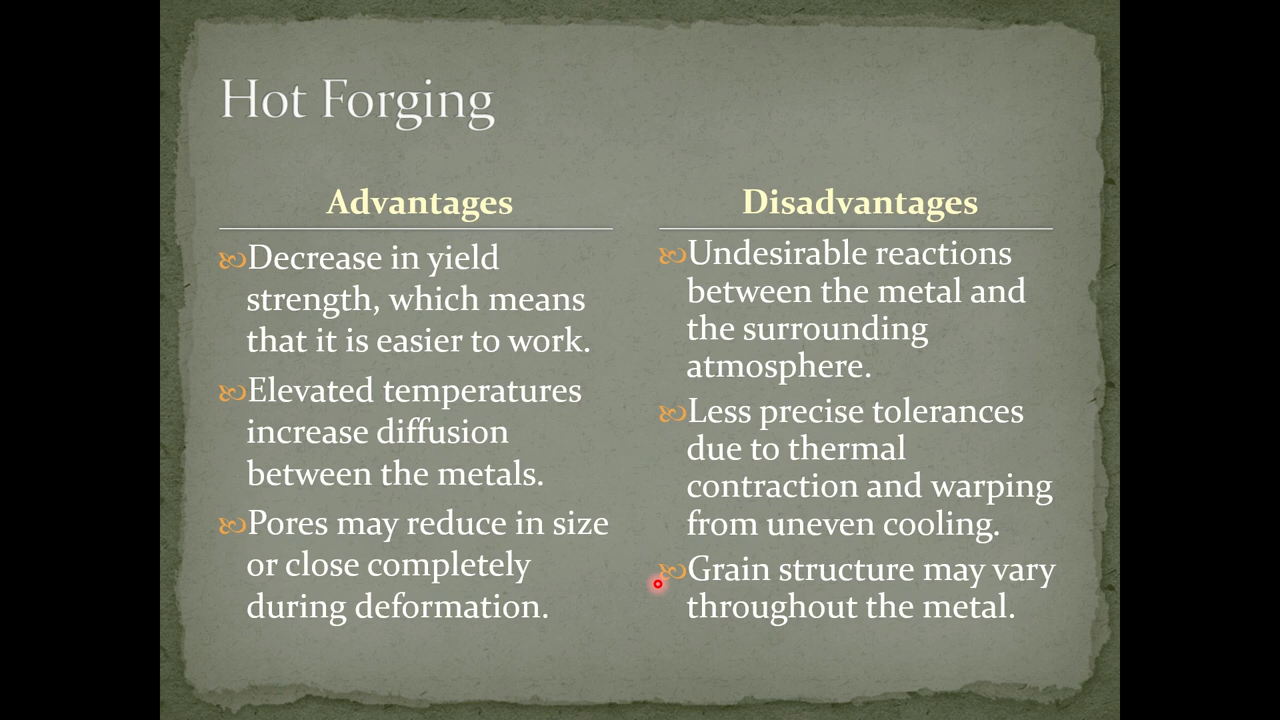 Hot Forging
Advantages
Decrease in yield
strength, which means
that it is easier to work.
Elevated temperatures
increase diffusion
between the metals.
Pores may reduce in size
or close completely
during deformation.
Disadvantages
Undesirable reactions
between the metal and
the surrounding
atmosphere.
Less precise tolerances
due to thermal
contraction and warping
from uneven cooling.
Grain structure may vary
throughout the metal.